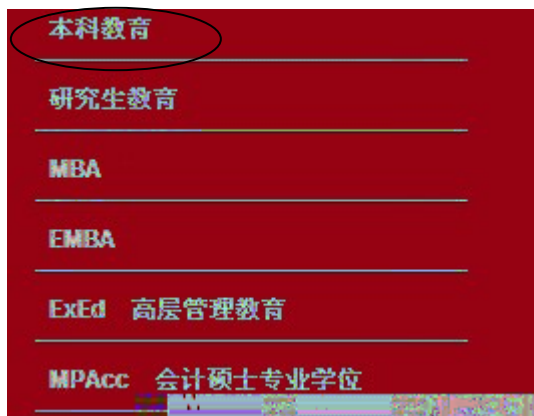 本科教育
研究生教育
MBA
EMBA
ExEd 高层管理教育
MPAcc 会计硕士专业学位